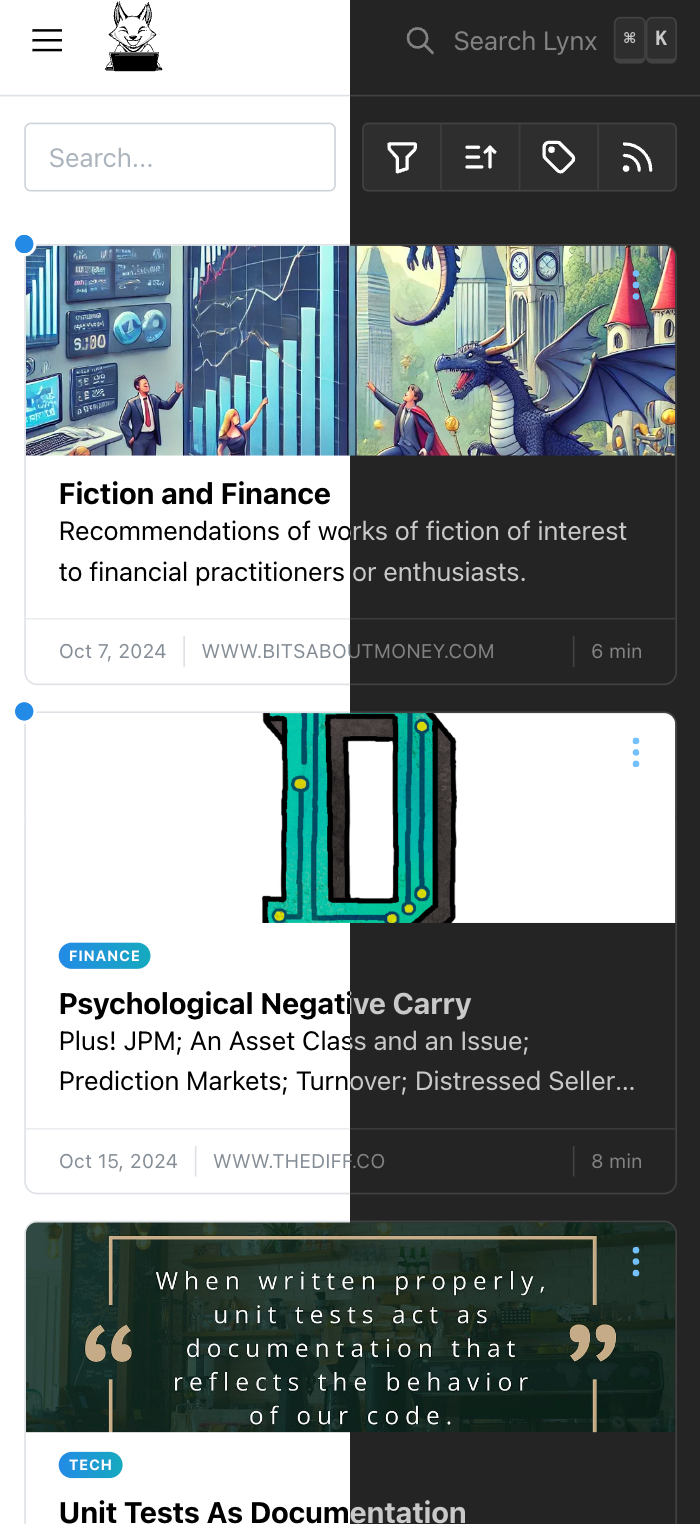 Search Lynx ⌘ K
Search...
Fiction and Finance
Recommendations of works of fiction of interest
to financial practitioners or enthusiasts.
Oct 7, 2024 WWW.BITSABOUTMONEY.COM 6 min
FINANCE
Psychological Negative Carry
Plus! JPM; An Asset Class and an Issue;
Prediction Markets; Turnover; Distressed Seller...
Oct 15, 2024 WWW.THEDIFF.CO 8 min
“ When written properly,
unit tests act as
documentation that
reflects the behavior
of our code. ”
TECH
Unit Tests As Documentation